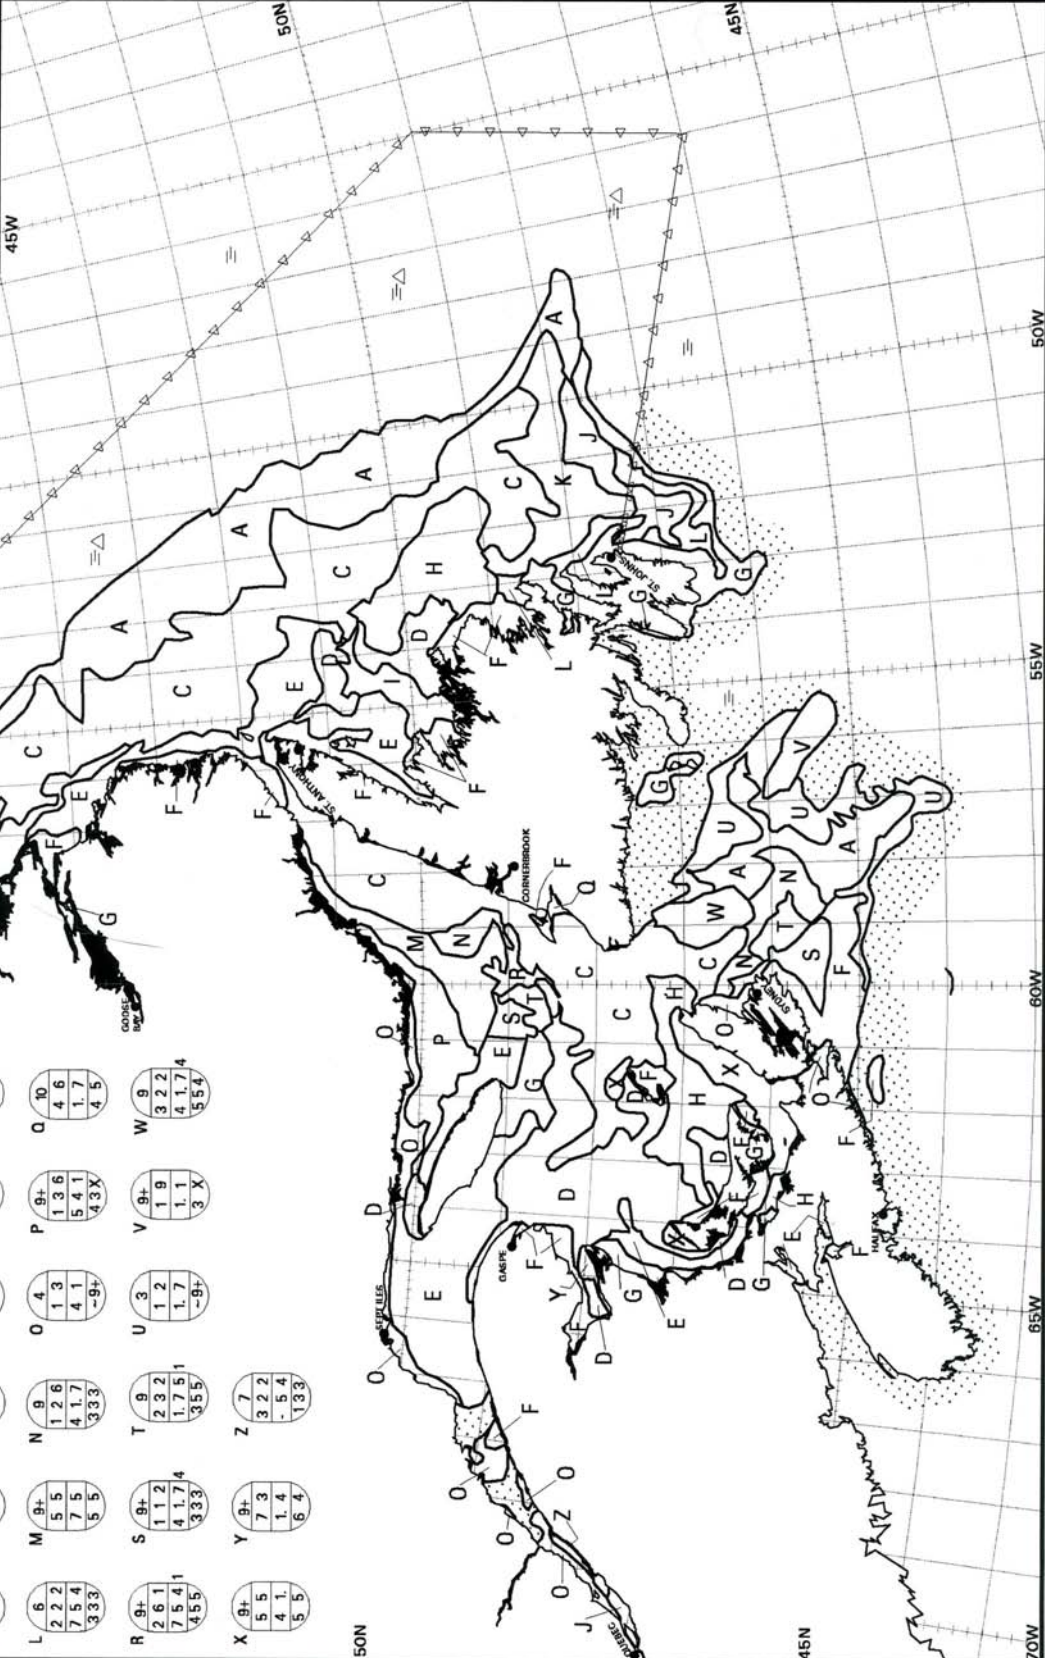 L
6
2 2 2
7 5 4
3 3 3
M
9+
5 5
7 5
5 5
N
9
1 2 6
4 1. 7
3 3 3
O
4
1 3
4 1
~9+
P
9+
1 3 6
5 4 1
4 3 X
Q
10
4 6
1. 7
4 5
R
9+
2 6 1
7 5 4 1
4 5 5
S
9+
1 1 2
4 1. 7 4
3 3 3
T
9
2 3 2
1. 7 5 1
3 5 5
U
3
1 2
1. 7
~9+
V
9+
1 9
1. 1
3 X
W
9
3 2 2
4 1. 7 4
5 5 4
X
9+
5 5
4 1.
5 5
Y
9+
7 3
1. 4
6 4
Z
7
3 2 2
- 5 4
1 3 3
45W
50N
45N
50W
55W
60W
65W
70W
50N
45N
GOOSE
BAY
ST. ANTHONY
CORNERBROOK
ST. JOHNS
SEPT ILES
GASPE
SYDNEY
HALIFAX
QUEBEC
A
A
A
A
C
C
C
C
C
C
C
C
E
E
E
H
D
D
I
F
F
F
F
F
F
G
J
K
J
L
L
G
G
G
G
V
U
U
U
A
A
W
N
N
T
S
F
M
N
R
S
T
P
O
O
D
E
E
G
D
X
D
F
H
H
X
O
O
F
Q
F
D
F
G
F
X
H
E
F
F
D
G
Y
F
F
D
G
E
O
O
F
O
O
Z
O
J